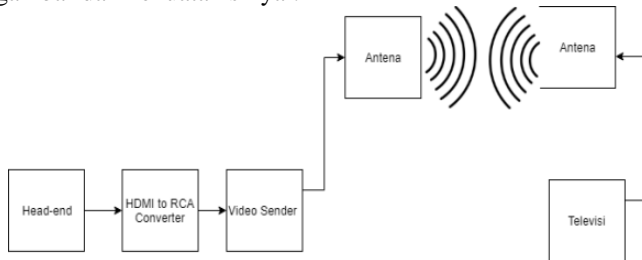 Antena
Antena
Head-end
HDMI to RCA
Converter
Video Sender
Televisi